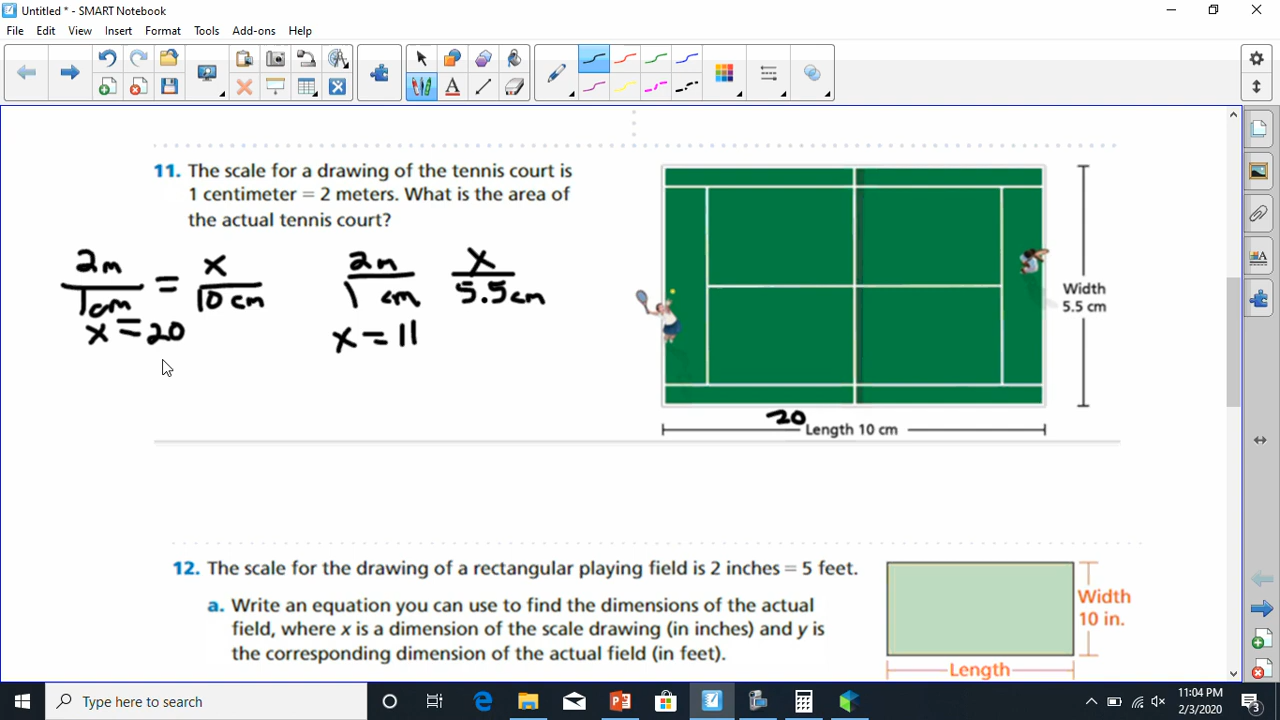 Untitled * - SMART Notebook
File Edit View Insert Format Tools Add-ons Help
11. The scale for a drawing of the tennis court is
1 centimeter = 2 meters. What is the area of
the actual tennis court?
2m = x 2m x
1cm 10 cm 1 cm 5.5cm
x = 20 x = 11
Width
5.5 cm
20
Length 10 cm
12. The scale for the drawing of a rectangular playing field is 2 inches = 5 feet.
a. Write an equation you can use to find the dimensions of the actual
field, where x is a dimension of the scale drawing (in inches) and y is
the corresponding dimension of the actual field (in feet).
Width
10 in.
Length
Type here to search
11:04 PM
2/3/2020
3